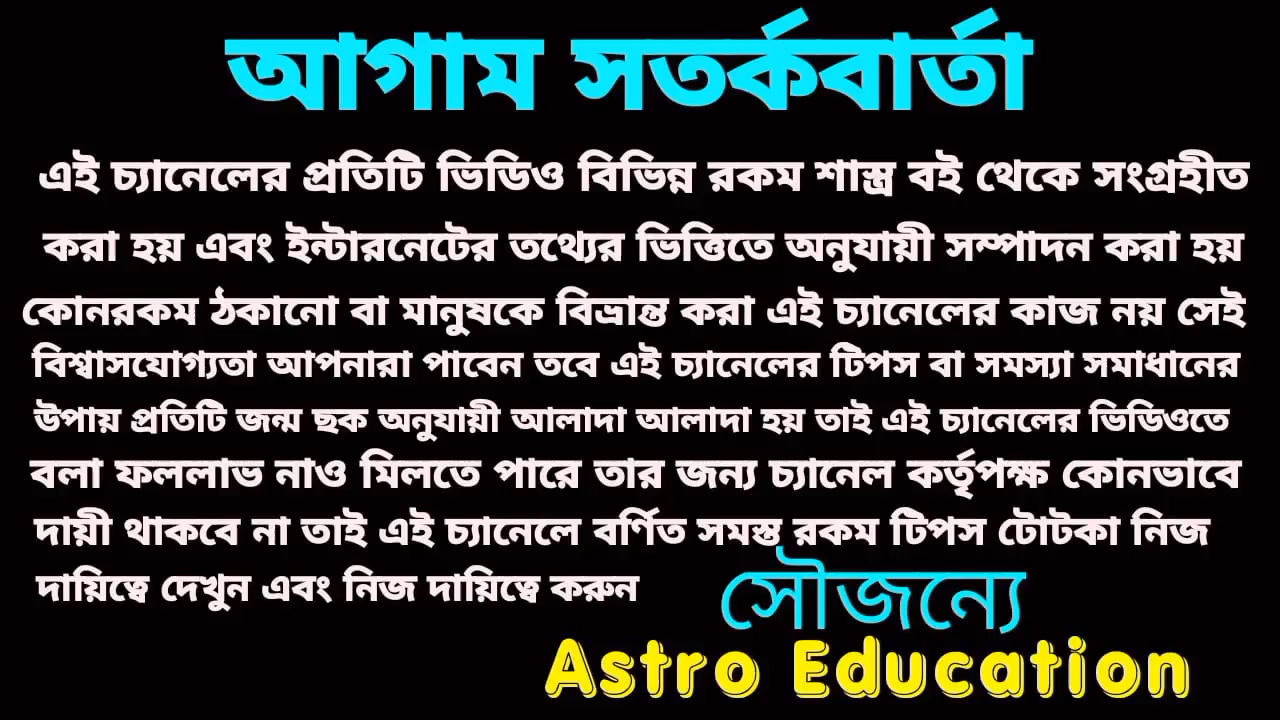 আগাম সতর্কবার্তা
এই চ্যানেলের প্রতিটি ভিডিও বিভিন্ন রকম শাস্ত্র বই থেকে সংগ্রহীত
করা হয় এবং ইন্টারনেটের তথ্যের ভিত্তিতে অনুযায়ী সম্পাদন করা হয়
কোনরকম ঠকানো বা মানুষকে বিভ্রান্ত করা এই চ্যানেলের কাজ নয় সেই
বিশ্বাসযোগ্যতা আপনারা পাবেন তবে এই চ্যানেলের টিপস বা সমস্যা সমাধানের
উপায় প্রতিটি জন্ম ছক অনুযায়ী আলাদা আলাদা হয় তাই এই চ্যানেলের ভিডিওতে
বলা ফললাভ নাও মিলতে পারে তার জন্য চ্যানেল কর্তৃপক্ষ কোনভাবে
দায়ী থাকবে না তাই এই চ্যানেলে বর্ণিত সমস্ত রকম টিপস টোটকা নিজ
দায়িত্বে দেখুন এবং নিজ দায়িত্বে করুন
সৌজন্যে
Astro Education